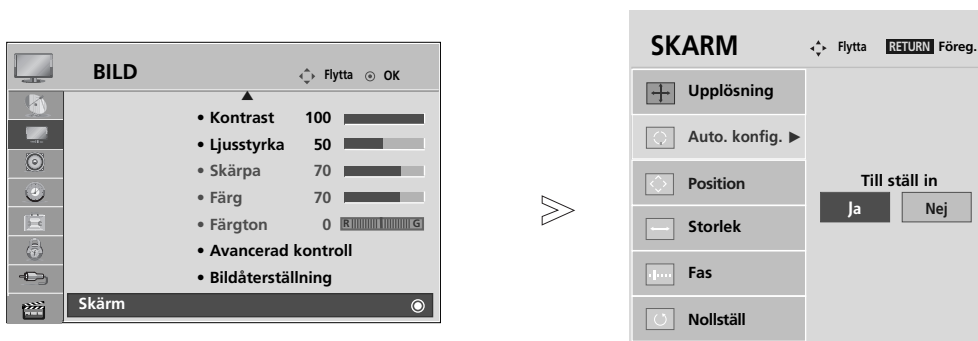 BILD
Flytta OK
• Kontrast 100
• Ljusstyrka 50
• Skärpa 70
• Färg 70
• Färgton 0 R G
• Avancerad kontroll
• Bildåterställning
Skärm
SKARM
Flytta RETURN Föreg.
Upplösning
Auto. konfig. ►
Position
Storlek
Fas
Nollställ
Till ställ in
Ja Nej